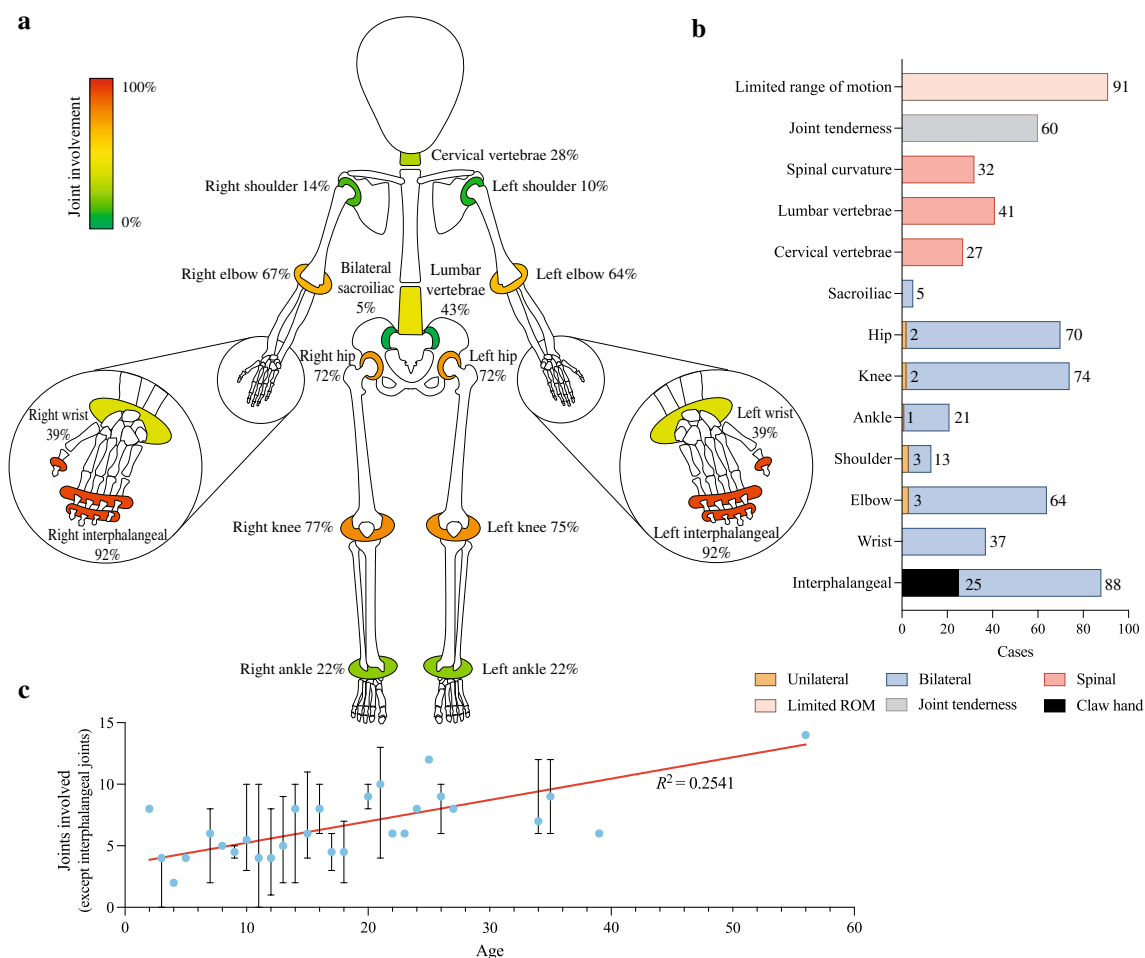 a
100%
Joint involvement
0%
Cervical vertebrae 28%
Right shoulder 14%
Left shoulder 10%
Right elbow 67%
Bilateral
sacroiliac
5%
Lumbar
vertebrae
43%
Left elbow 64%
Right hip
72%
Left hip
72%
Right wrist
39%
Right interphalangeal
92%
Left wrist
39%
Left interphalangeal
92%
Right knee 77%
Left knee 75%
Right ankle 22%
Left ankle 22%
b
Limited range of motion 91
Joint tenderness 60
Spinal curvature 32
Lumbar vertebrae 41
Cervical vertebrae 27
Sacroiliac 5
Hip 2 70
Knee 2 74
Ankle 1 21
Shoulder 3 13
Elbow 3 64
Wrist 37
Interphalangeal 25 88
0 20 40 60 80 100
Cases
Unilateral Bilateral Spinal
Limited ROM Joint tenderness Claw hand
c
15
10
5
0
Joints involved
(except interphalangeal joints)
R² = 0.2541
0 10 20 30 40 50 60
Age